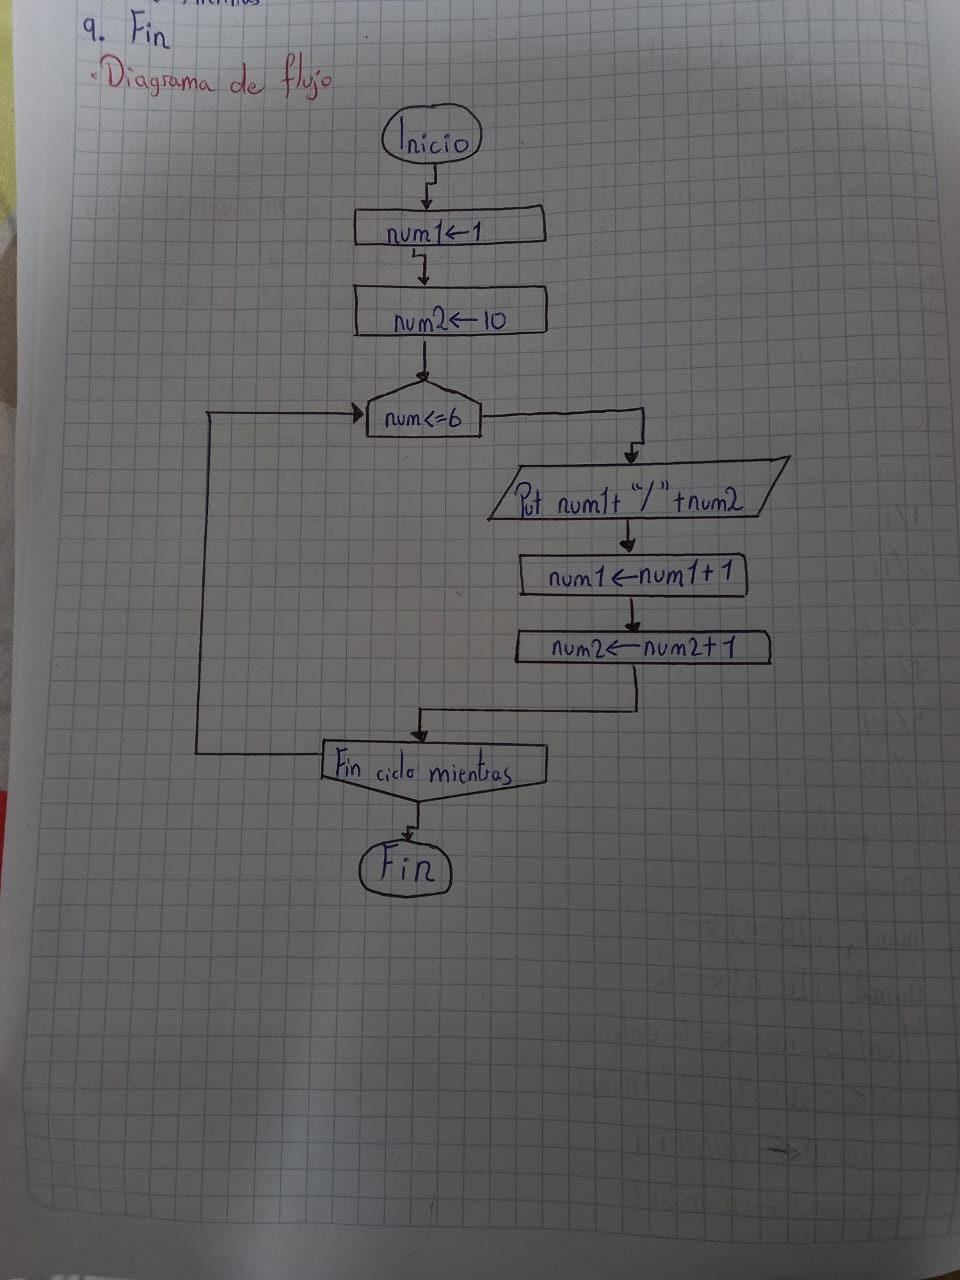 9. Fin
• Diagrama de flujo
Inicio
num1←1
num2←10
num<=6
Put num1+ "/" +num2
num1←num1+1
num2←num2+1
Fin ciclo mientras
Fin